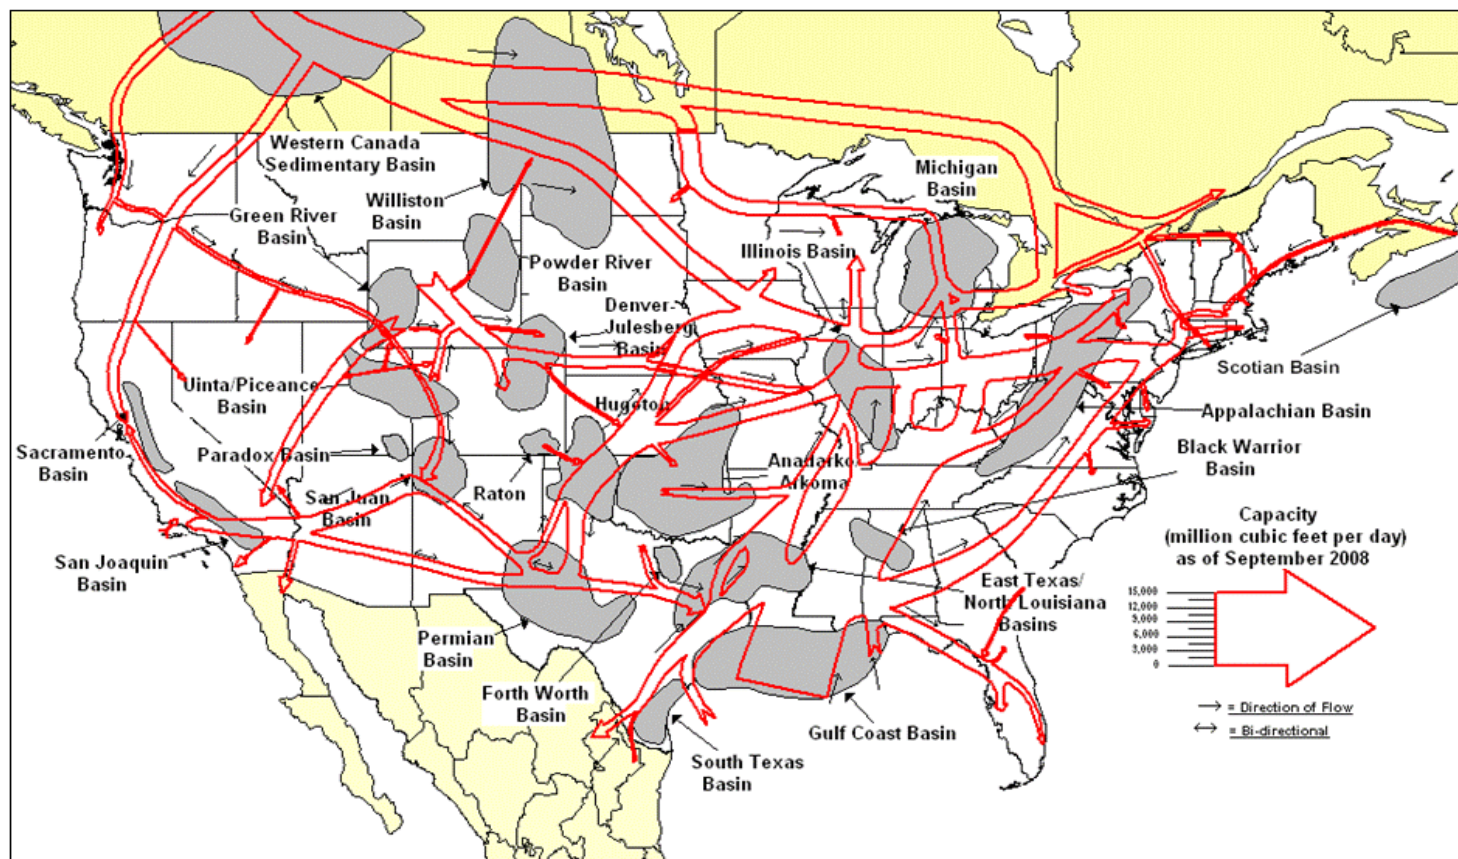 Western Canada
Sedimentary Basin
Michigan
Basin
Williston
Basin
Green River
Basin
Illinois Basin
Powder River
Basin
Denver-
Julesberg
Basin
Scotian Basin
Uinta/Piceance
Basin
Hugoton
Appalachian Basin
Sacramento
Basin
Paradox Basin
Black Warrior
Basin
Anadarko
Arkoma
San Juan
Basin
Raton
Capacity
(million cubic feet per day)
as of September 2008
San Joaquin
Basin
East Texas/
North Louisiana
Basins
15,000
12,000
9,000
6,000
3,000
0
Permian
Basin
Forth Worth
Basin
= Direction of Flow
= Bi-directional
Gulf Coast Basin
South Texas
Basin